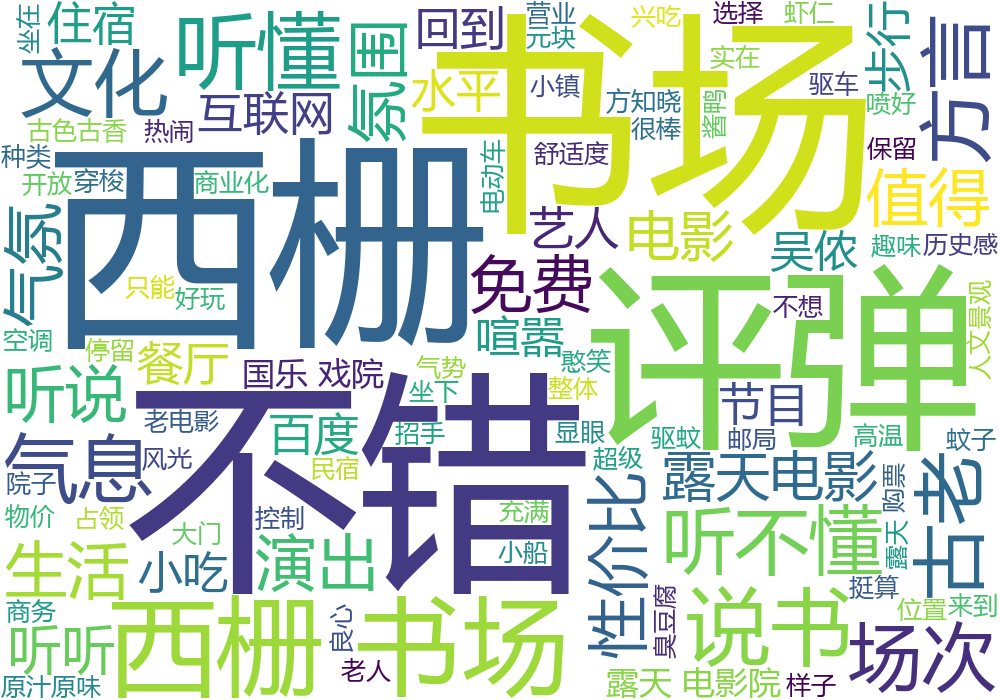 坐在
住宿
听懂
氛围
回到
营业
元块
兴吃
选择
虾仁
步行
方言
文化
互联网
水平
小镇
书场
实在
驱车
喷好
古色古香
热闹
方知晓
很棒
酱鸭
保留
种类
开放
穿梭
商业化
西栅
电动车
舒适度
值得
气氛
艺人
电影
吴侬
趣味
历史感
只能
好玩
免费
评弹
不想
人文景观
空调
停留
餐厅
喧嚣
憨笑
国乐 戏院
气势
坐下
整体
听说
不错
节目
老电影
百度
招手
显眼
驱蚊
邮局
高温
蚊子
气息
风光
民宿
超级
露天电影
购票
古老
院子
物价
占领
大门
控制
充满
性价比
听不懂
露天
生活
小吃
演出
小船
挺算
商务
西栅 书场
良心
臭豆腐
说书
位置
来到
听听
场次
原汁原味
老人
露天 电影院
样子